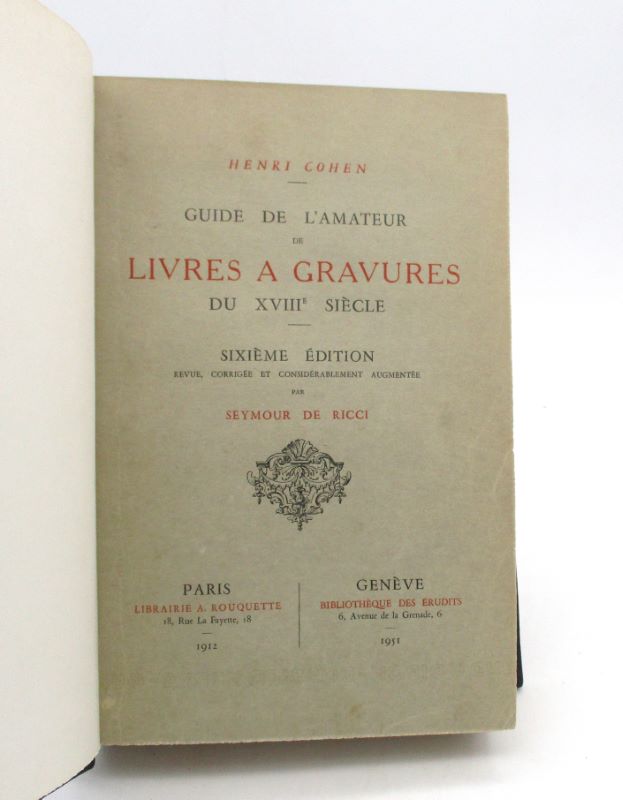 HENRI COHEN
GUIDE DE L'AMATEUR
DE
LIVRES A GRAVURES
DU XVIIIᴱ SIÈCLE
SIXIÈME ÉDITION
REVUE, CORRIGÉE ET CONSIDÉRABLEMENT AUGMENTÉE
PAR
SEYMOUR DE RICCI
PARIS
LIBRAIRIE A. ROUQUETTE
18, Rue La Fayette, 18
1912
GENÈVE
BIBLIOTHÈQUE DES ÉRUDITS
6, Avenue de la Grenade, 6
1951